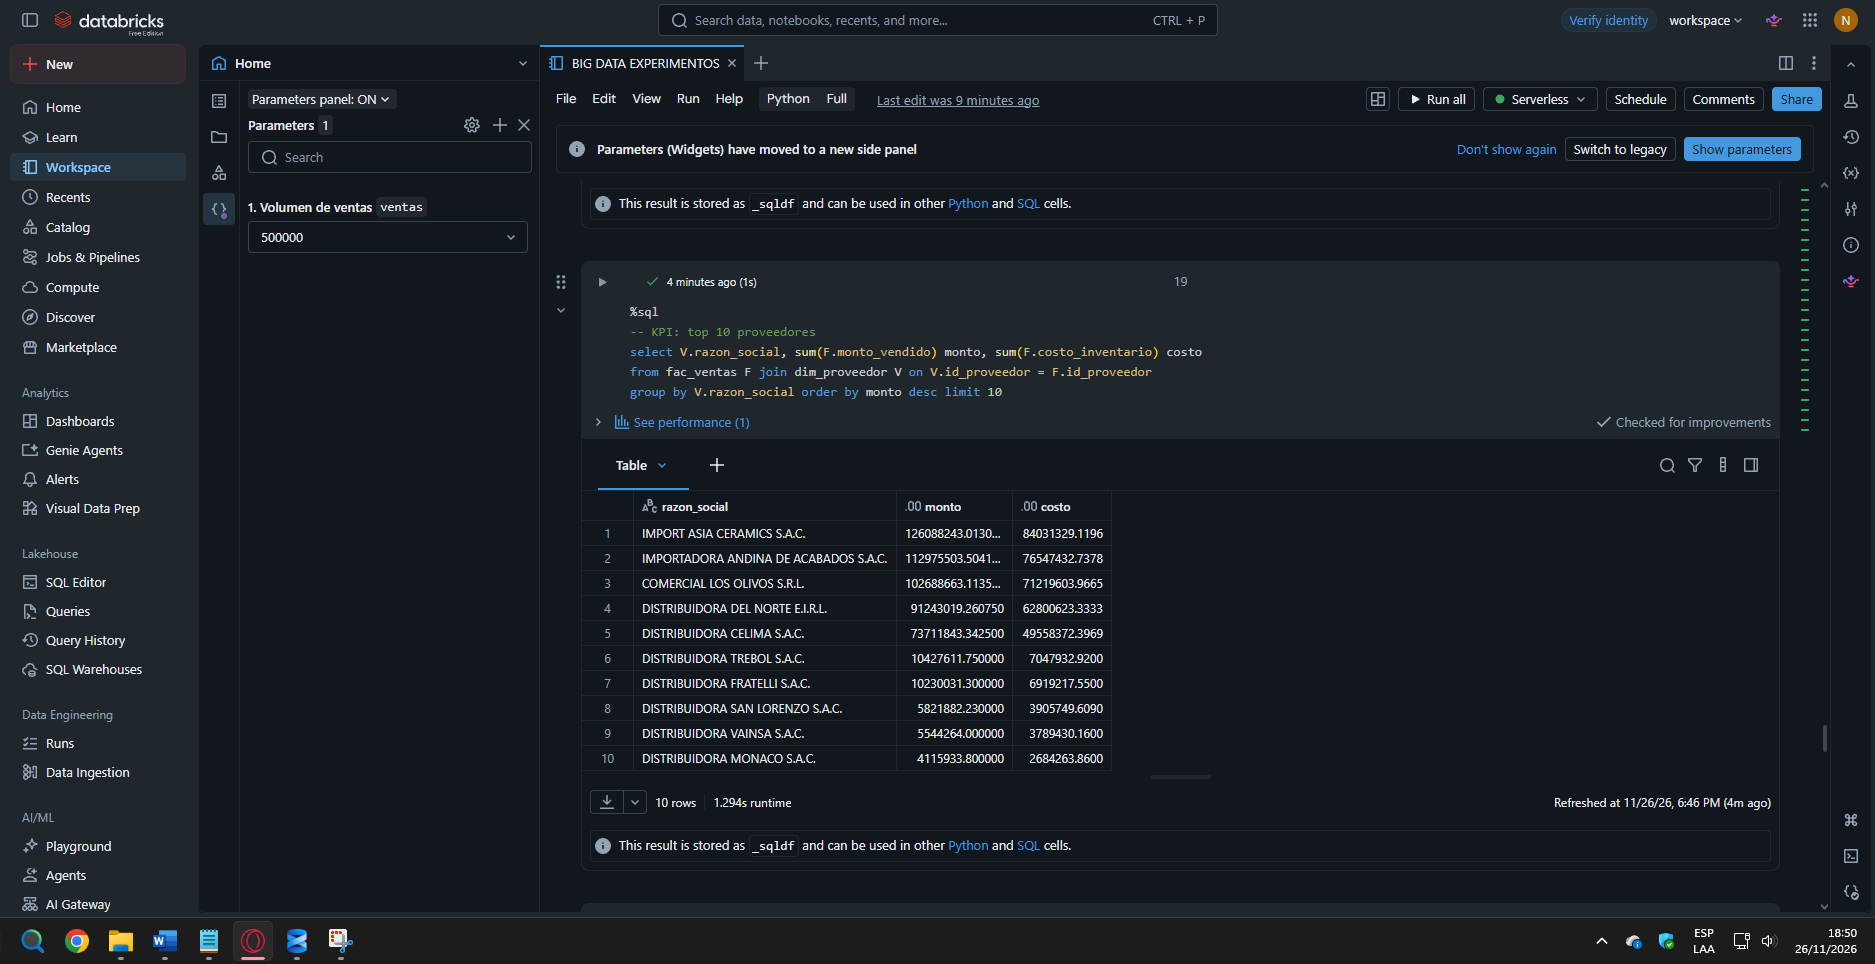 databricks
Free Edition
Search data, notebooks, recents, and more...
CTRL + P
Verify identity
workspace
N
New
Home
Learn
Workspace
Recents
Catalog
Jobs & Pipelines
Compute
Discover
Marketplace
Analytics
Dashboards
Genie Agents
Alerts
Visual Data Prep
Lakehouse
SQL Editor
Queries
Query History
SQL Warehouses
Data Engineering
Runs
Data Ingestion
AI/ML
Playground
Agents
AI Gateway
Home
Parameters panel: ON
Parameters 1
Search
1. Volumen de ventas ventas
500000
BIG DATA EXPERIMENTOS
File Edit View Run Help Python Full Last edit was 9 minutes ago
Run all Serverless Schedule Comments Share
Parameters (Widgets) have moved to a new side panel
Don't show again Switch to legacy Show parameters
This result is stored as _sqldf and can be used in other Python and SQL cells.
4 minutes ago (1s) 19
%sql
-- KPI: top 10 proveedores
select V.razon_social, sum(F.monto_vendido) monto, sum(F.costo_inventario) costo
from fac_ventas F join dim_proveedor V on V.id_proveedor = F.id_proveedor
group by V.razon_social order by monto desc limit 10
See performance (1) Checked for improvements
Table
razon_social .00 monto .00 costo
1 IMPORT ASIA CERAMICS S.A.C. 126088243.0130... 84031329.1196
2 IMPORTADORA ANDINA DE ACABADOS S.A.C. 112975503.5041... 76547432.7378
3 COMERCIAL LOS OLIVOS S.R.L. 102688663.1135... 71219603.9665
4 DISTRIBUIDORA DEL NORTE E.I.R.L. 91243019.260750 62800623.3333
5 DISTRIBUIDORA CELIMA S.A.C. 73711843.342500 49558372.3969
6 DISTRIBUIDORA TREBOL S.A.C. 10427611.750000 7047932.9200
7 DISTRIBUIDORA FRATELLI S.A.C. 10230031.300000 6919217.5500
8 DISTRIBUIDORA SAN LORENZO S.A.C. 5821882.230000 3905749.6090
9 DISTRIBUIDORA VAINSA S.A.C. 5544264.000000 3789430.1600
10 DISTRIBUIDORA MONACO S.A.C. 4115933.800000 2684263.8600
10 rows 1.294s runtime
Refreshed at 11/26/26, 6:46 PM (4m ago)
This result is stored as _sqldf and can be used in other Python and SQL cells.
ESP
LAA
18:50
26/11/2026